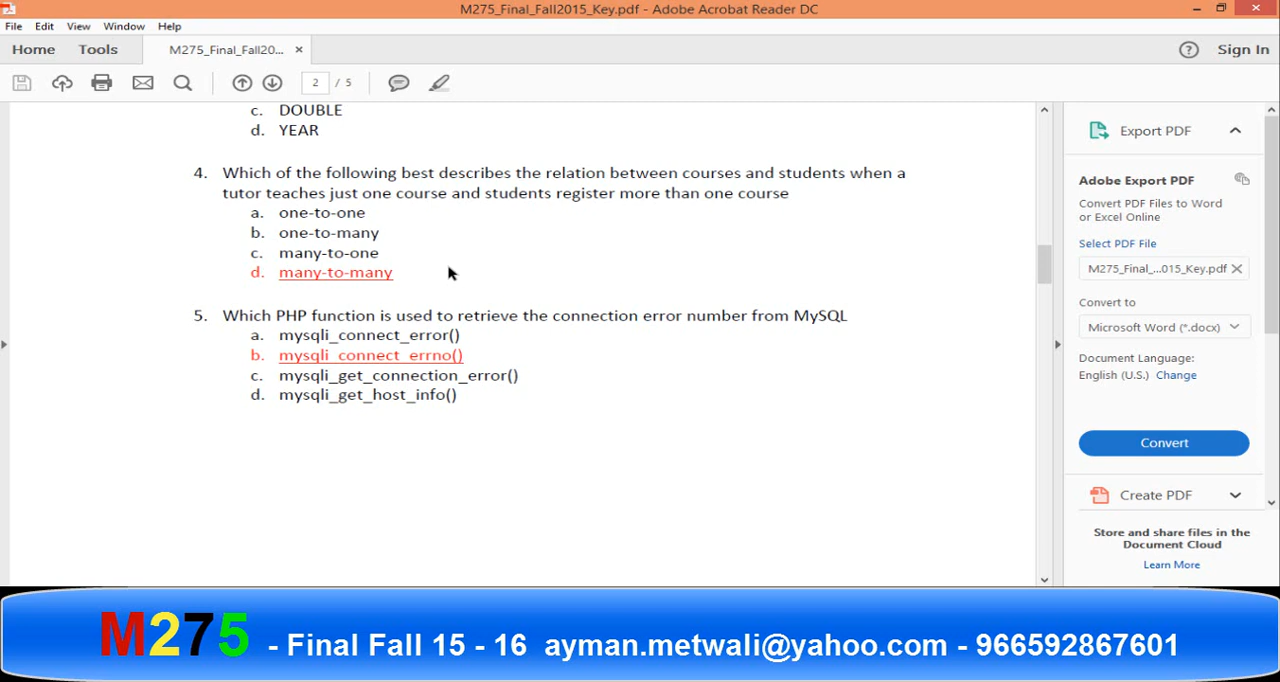 M275_Final_Fall2015_Key.pdf - Adobe Acrobat Reader DC
File Edit View Window Help
Home Tools M275_Final_Fall20... × Sign In
2 / 5
c. DOUBLE
d. YEAR
4. Which of the following best describes the relation between courses and students when a
tutor teaches just one course and students register more than one course
a. one-to-one
b. one-to-many
c. many-to-one
d. many-to-many
5. Which PHP function is used to retrieve the connection error number from MySQL
a. mysqli_connect_error()
b. mysqli_connect_errno()
c. mysqli_get_connection_error()
d. mysqli_get_host_info()
Export PDF
Adobe Export PDF
Convert PDF Files to Word
or Excel Online
Select PDF File
M275_Final_...015_Key.pdf ×
Convert to
Microsoft Word (*.docx)
Document Language:
English (U.S.) Change
Convert
Create PDF
Store and share files in the
Document Cloud
Learn More
M275 - Final Fall 15 - 16 ayman.metwali@yahoo.com - 966592867601